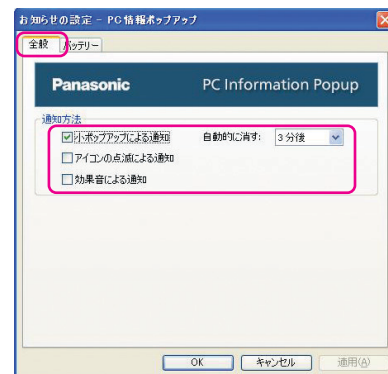 お知らせの設定 - PC情報ポップアップ
全般 バッテリー
Panasonic PC Information Popup
通知方法
小ポップアップによる通知 自動的に消す: 3 分後
アイコンの点滅による通知
効果音による通知
OK キャンセル 適用(A)